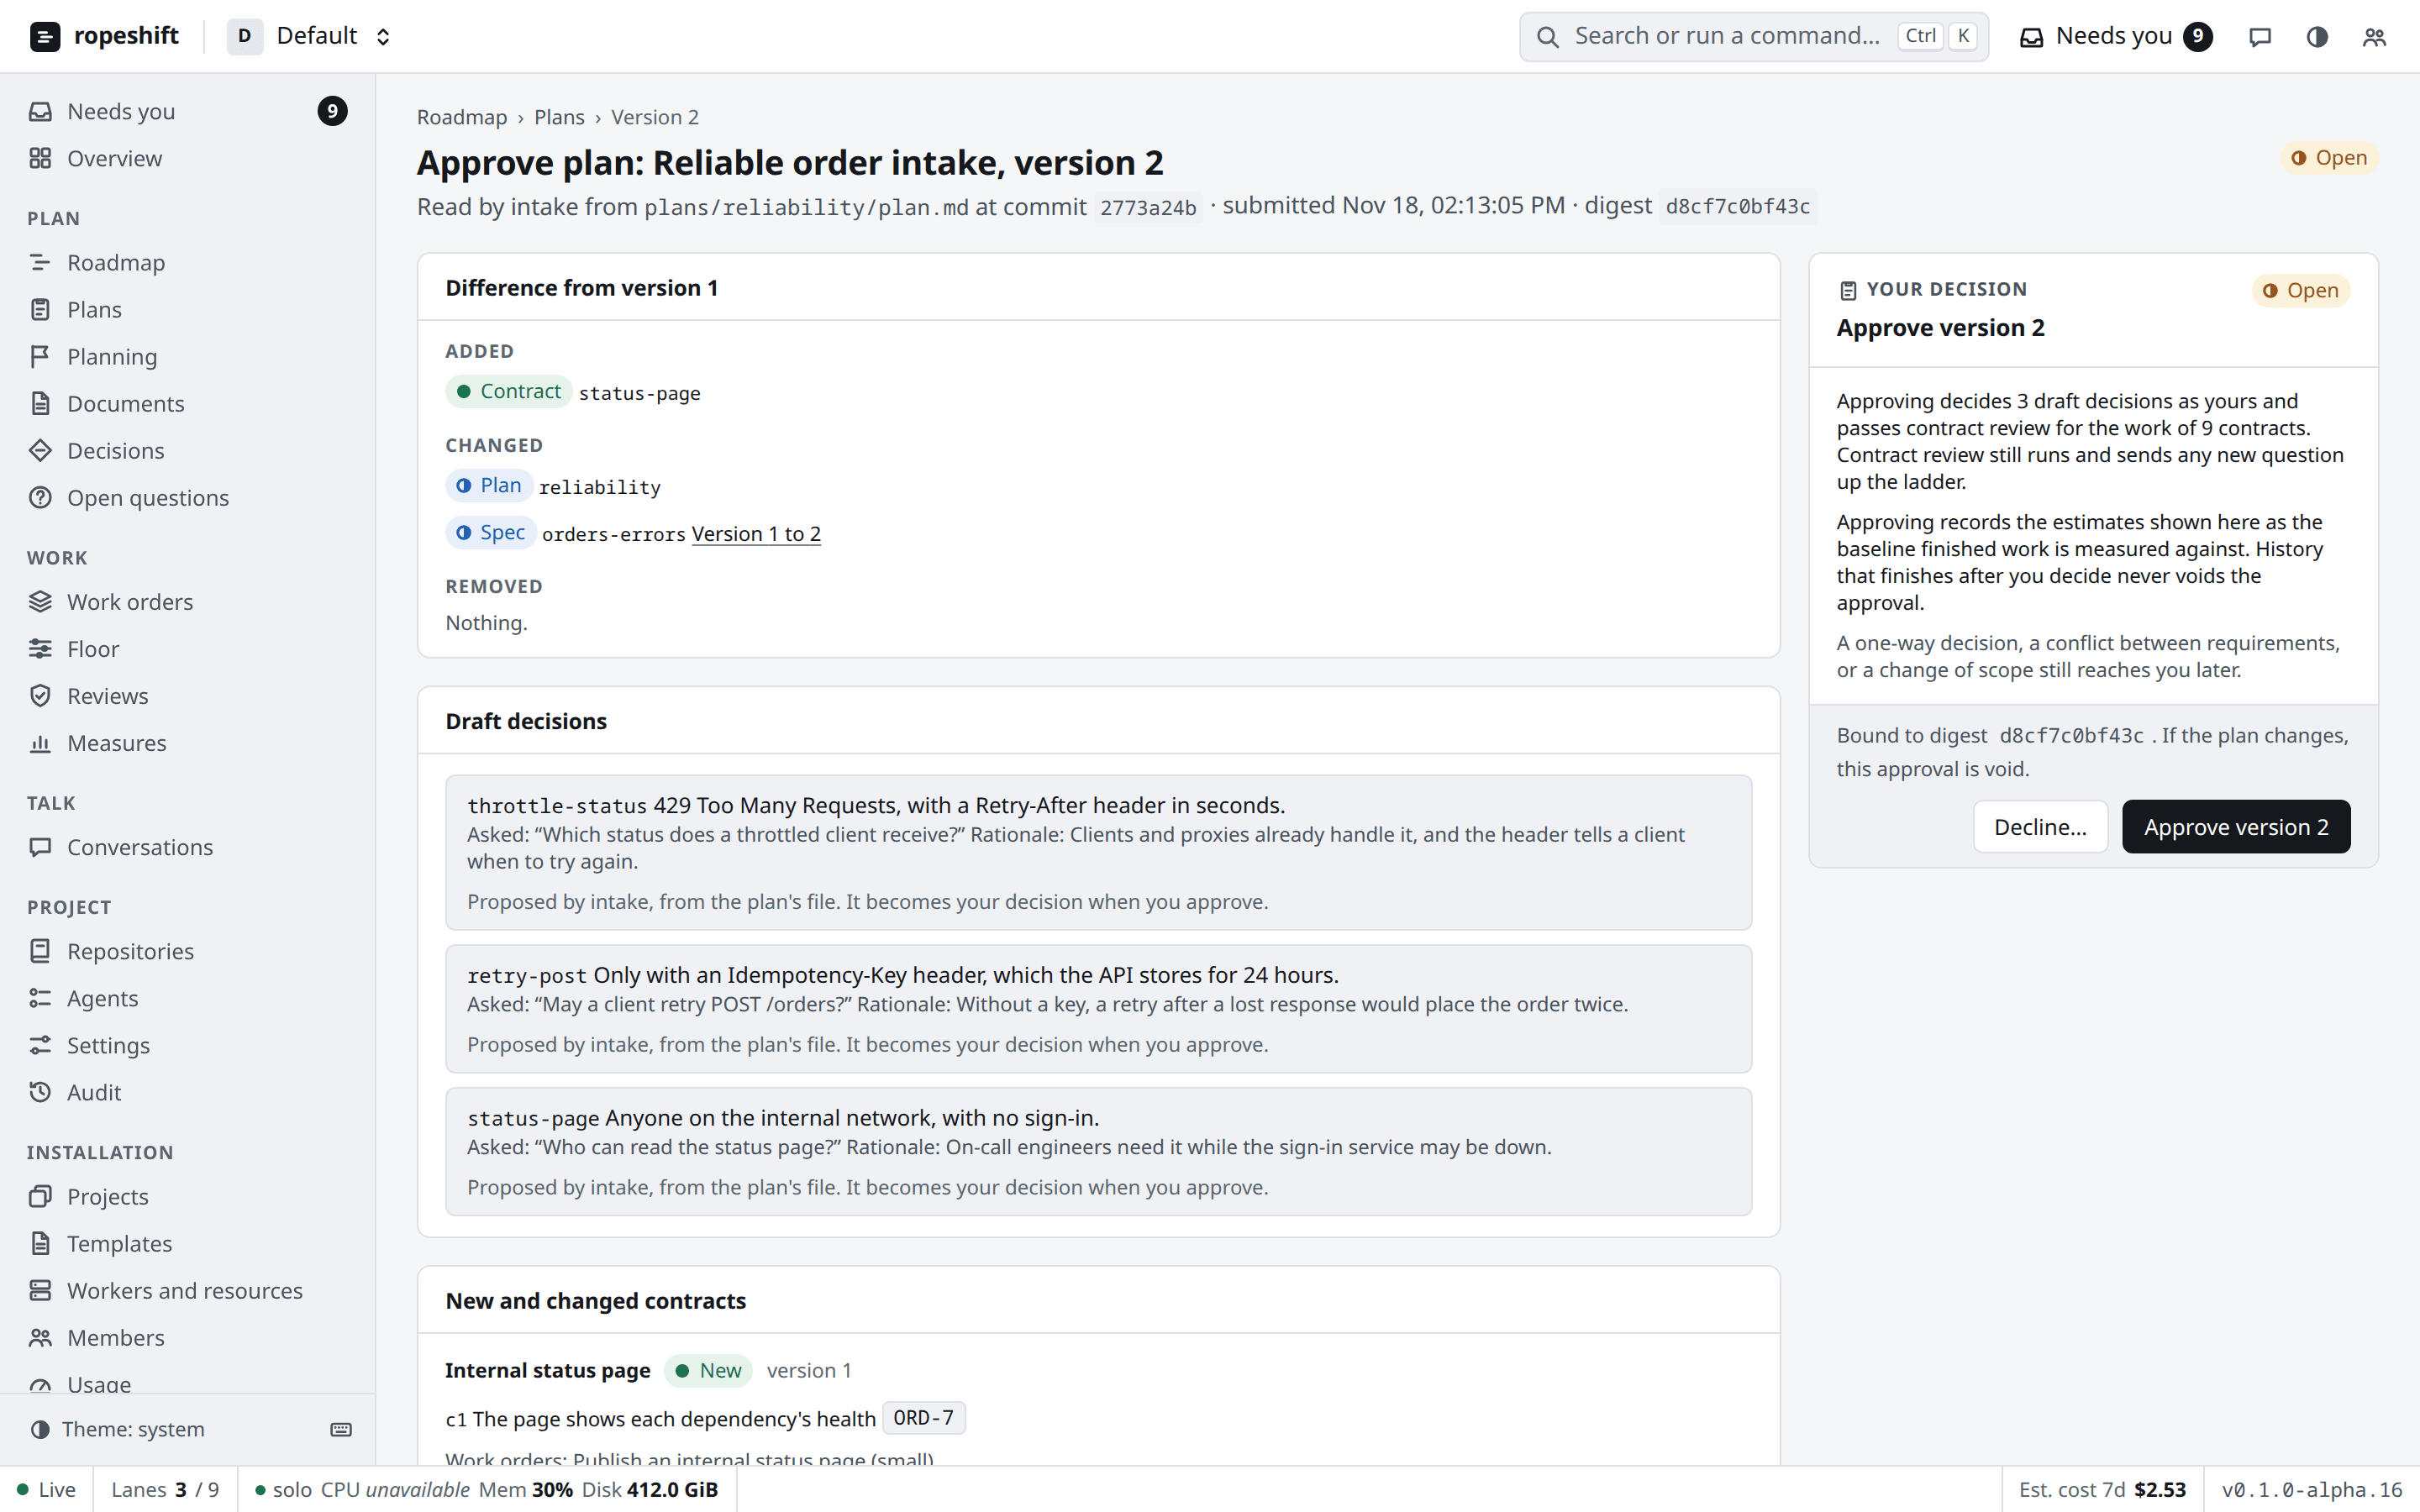 ropeshift
D Default
Search or run a command... Ctrl K
Needs you 9
Needs you 9
Overview
PLAN
Roadmap
Plans
Planning
Documents
Decisions
Open questions
WORK
Work orders
Floor
Reviews
Measures
TALK
Conversations
PROJECT
Repositories
Agents
Settings
Audit
INSTALLATION
Projects
Templates
Workers and resources
Members
Usage
Theme: system
Roadmap › Plans › Version 2
Approve plan: Reliable order intake, version 2
Open
Read by intake from plans/reliability/plan.md at commit 2773a24b · submitted Nov 18, 02:13:05 PM · digest d8cf7c0bf43c
Difference from version 1
ADDED
Contract status-page
CHANGED
Plan reliability
Spec orders-errors Version 1 to 2
REMOVED
Nothing.
Draft decisions
throttle-status 429 Too Many Requests, with a Retry-After header in seconds.
Asked: “Which status does a throttled client receive?” Rationale: Clients and proxies already handle it, and the header tells a client
when to try again.
Proposed by intake, from the plan's file. It becomes your decision when you approve.
retry-post Only with an Idempotency-Key header, which the API stores for 24 hours.
Asked: “May a client retry POST /orders?” Rationale: Without a key, a retry after a lost response would place the order twice.
Proposed by intake, from the plan's file. It becomes your decision when you approve.
status-page Anyone on the internal network, with no sign-in.
Asked: “Who can read the status page?” Rationale: On-call engineers need it while the sign-in service may be down.
Proposed by intake, from the plan's file. It becomes your decision when you approve.
New and changed contracts
Internal status page New version 1
c1 The page shows each dependency's health ORD-7
Work orders: Publish an internal status page (small)
YOUR DECISION
Open
Approve version 2
Approving decides 3 draft decisions as yours and
passes contract review for the work of 9 contracts.
Contract review still runs and sends any new question
up the ladder.
Approving records the estimates shown here as the
baseline finished work is measured against. History
that finishes after you decide never voids the
approval.
A one-way decision, a conflict between requirements,
or a change of scope still reaches you later.
Bound to digest d8cf7c0bf43c . If the plan changes,
this approval is void.
Decline...
Approve version 2
Live
Lanes 3 / 9
solo CPU unavailable Mem 30% Disk 412.0 GiB
Est. cost 7d $2.53
v0.1.0-alpha.16